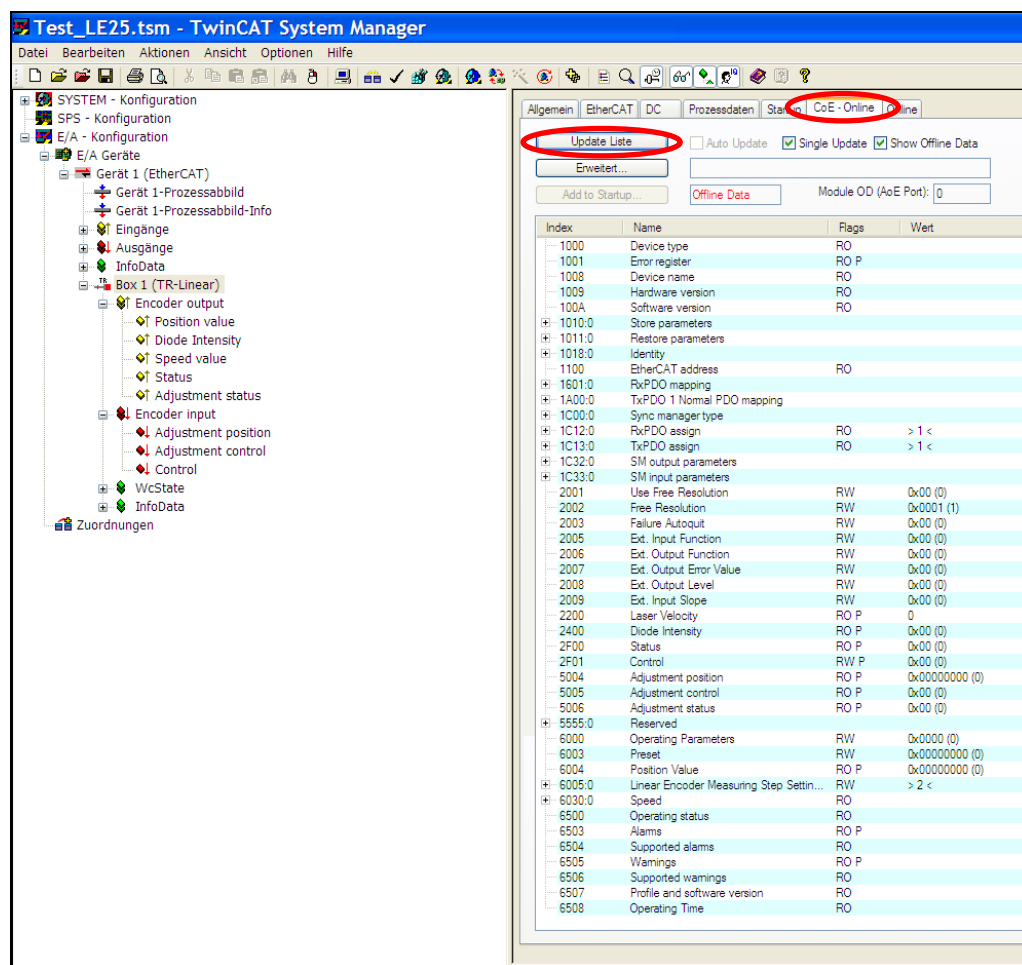 Test_LE25.tsm - TwinCAT System Manager
Datei Bearbeiten Aktionen Ansicht Optionen Hilfe
SYSTEM - Konfiguration
SPS - Konfiguration
E/A - Konfiguration
E/A Geräte
Gerät 1 (EtherCAT)
Gerät 1-Prozessabbild
Gerät 1-Prozessabbild-Info
Eingänge
Ausgänge
InfoData
Box 1 (TR-Linear)
Encoder output
Position value
Diode Intensity
Speed value
Status
Adjustment status
Encoder input
Adjustment position
Adjustment control
Control
WcState
InfoData
Zuordnungen
Allgemein EtherCAT DC Prozessdaten Startup CoE - Online Online
Update Liste Auto Update Single Update Show Offline Data
Erweitert...
Add to Startup... Offline Data Module OD (AoE Port): 0
Index Name Flags Wert
1000 Device type RO
1001 Error register RO P
1008 Device name RO
1009 Hardware version RO
100A Software version RO
1010:0 Store parameters
1011:0 Restore parameters
1018:0 Identity
1100 EtherCAT address RO
1601:0 RxPDO mapping
1A00:0 TxPDO 1 Normal PDO mapping
1C00:0 Sync manager type
1C12:0 RxPDO assign RO > 1 <
1C13:0 TxPDO assign RO > 1 <
1C32:0 SM output parameters
1C33:0 SM input parameters
2001 Use Free Resolution RW 0x00 (0)
2002 Free Resolution RW 0x0001 (1)
2003 Failure Autoquit RW 0x00 (0)
2005 Ext. Input Function RW 0x00 (0)
2006 Ext. Output Function RW 0x00 (0)
2007 Ext. Output Error Value RW 0x00 (0)
2008 Ext. Output Level RW 0x00 (0)
2009 Ext. Input Slope RW 0x00 (0)
2200 Laser Velocity RO P 0
2400 Diode Intensity RO P 0x00 (0)
2F00 Status RO P 0x00 (0)
2F01 Control RW P 0x00 (0)
5004 Adjustment position RO P 0x00000000 (0)
5005 Adjustment control RO P 0x00 (0)
5006 Adjustment status RO P 0x00 (0)
5555:0 Reserved
6000 Operating Parameters RW 0x0000 (0)
6003 Preset RW 0x00000000 (0)
6004 Position Value RO P 0x00000000 (0)
6005:0 Linear Encoder Measuring Step Settin... RW > 2 <
6030:0 Speed RO
6500 Operating status RO
6503 Alarms RO P
6504 Supported alarms RO
6505 Warnings RO P
6506 Supported warnings RO
6507 Profile and software version RO
6508 Operating Time RO